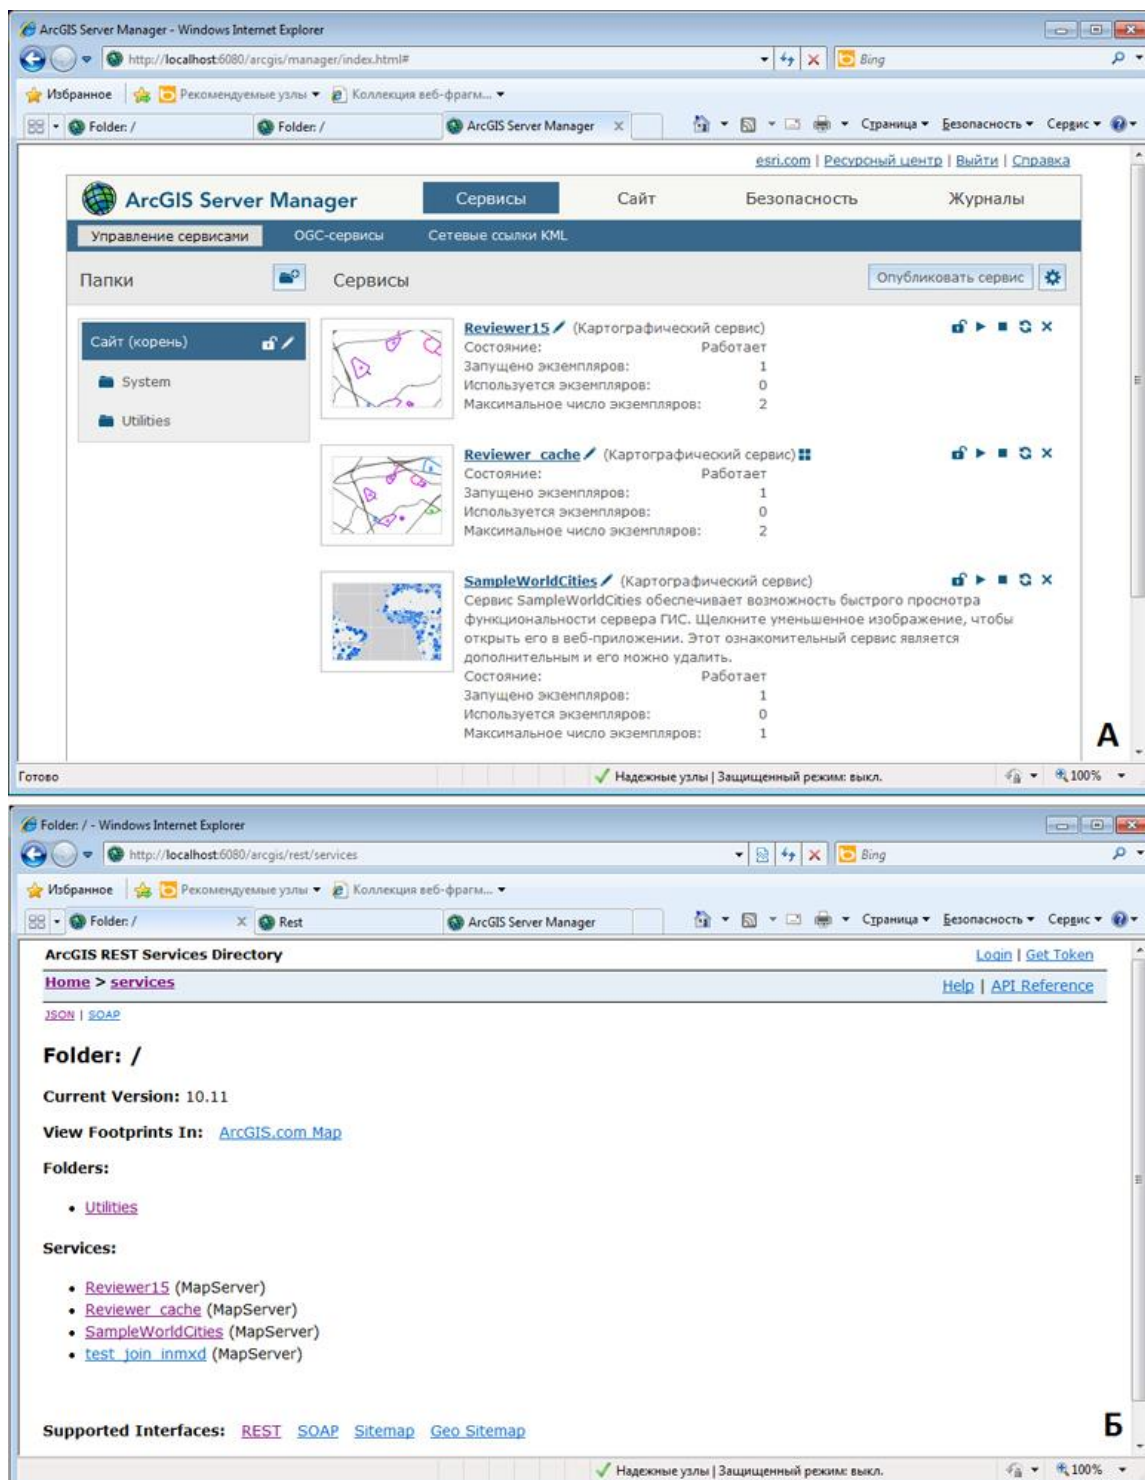 ArcGIS Server Manager - Windows Internet Explorer
http://localhost:6080/arcgis/manager/index.html#
Bing
Избранное Рекомендуемые узлы Коллекция веб-фрагм...
Folder: / Folder: / ArcGIS Server Manager X Страница Безопасность Сервис
esri.com | Ресурсный центр | Выйти | Справка
ArcGIS Server Manager Сервисы Сайт Безопасность Журналы
Управление сервисами OGC-сервисы Сетевые ссылки KML
Папки Сервисы Опубликовать сервис
Сайт (корень)
System
Utilities
Reviewer15 (Картографический сервис)
Состояние: Работает
Запущено экземпляров: 1
Используется экземпляров: 0
Максимальное число экземпляров: 2
Reviewer_cache (Картографический сервис)
Состояние: Работает
Запущено экземпляров: 1
Используется экземпляров: 0
Максимальное число экземпляров: 2
SampleWorldCities (Картографический сервис)
Сервис SampleWorldCities обеспечивает возможность быстрого просмотра
функциональности сервера ГИС. Щелкните уменьшенное изображение, чтобы
открыть его в веб-приложении. Этот ознакомительный сервис является
дополнительным и его можно удалить.
Состояние: Работает
Запущено экземпляров: 1
Используется экземпляров: 0
Максимальное число экземпляров: 1
А
Готово Надежные узлы | Защищенный режим: выкл. 100%
Folder: / - Windows Internet Explorer
http://localhost:6080/arcgis/rest/services
Bing
Избранное Рекомендуемые узлы Коллекция веб-фрагм...
Folder: / X Rest ArcGIS Server Manager Страница Безопасность Сервис
ArcGIS REST Services Directory Login | Get Token
Home > services Help | API Reference
JSON | SOAP
Folder: /
Current Version: 10.11
View Footprints In: ArcGIS.com Map
Folders:
Utilities
Services:
Reviewer15 (MapServer)
Reviewer_cache (MapServer)
SampleWorldCities (MapServer)
test_join_inmxd (MapServer)
Supported Interfaces: REST SOAP Sitemap Geo Sitemap
Б
Надежные узлы | Защищенный режим: выкл. 100%